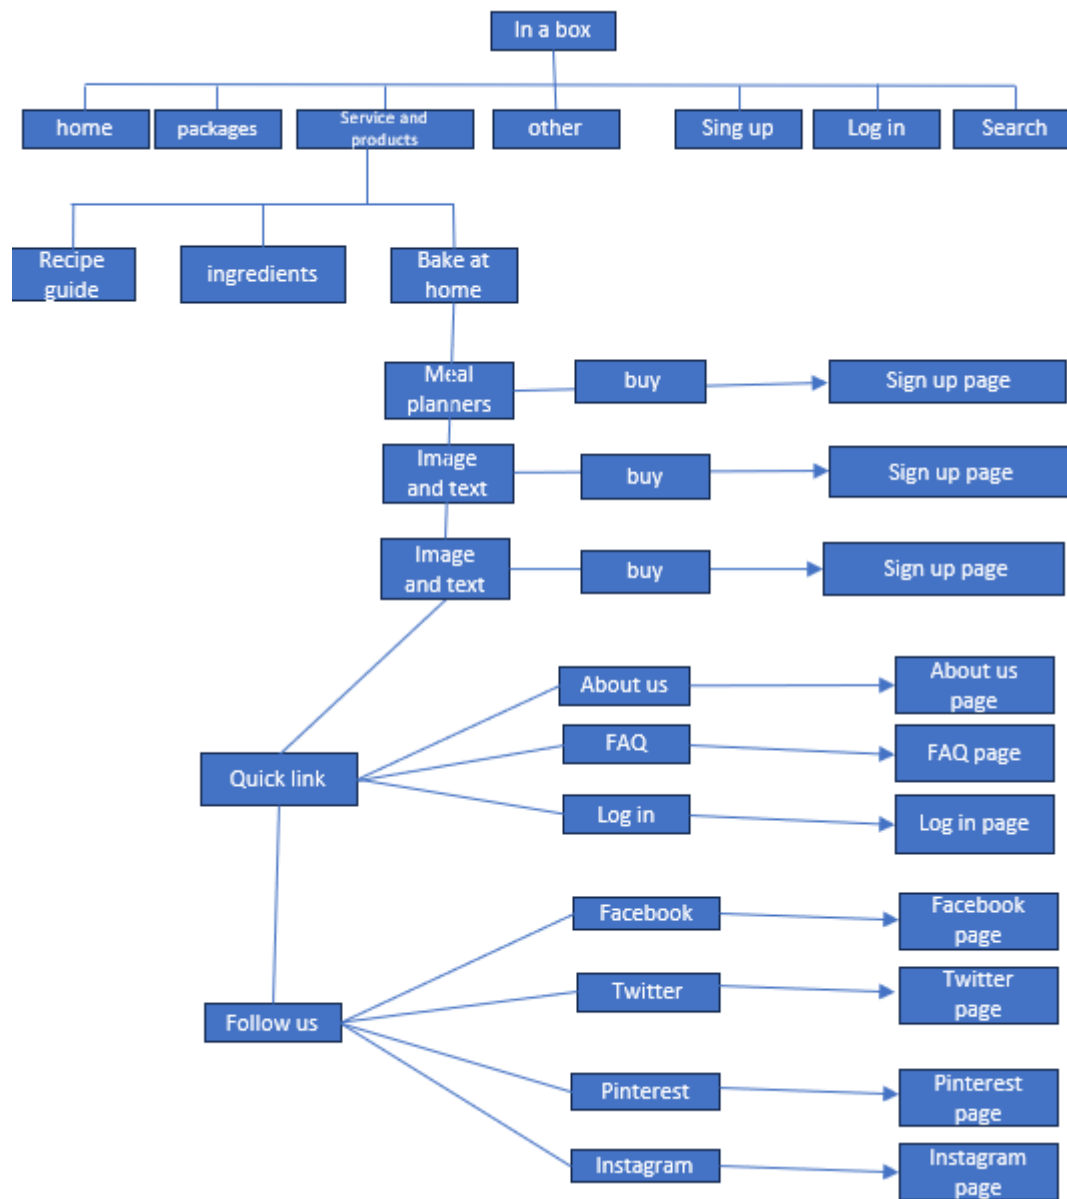 In a box
home
packages
Service and
products
other
Sing up
Log in
Search
Recipe
guide
ingredients
Bake at
home
Meal
planners
buy
Sign up page
Image
and text
buy
Sign up page
Image
and text
buy
Sign up page
About us
About us
page
FAQ
FAQ page
Quick link
Log in
Log in page
Facebook
Facebook
page
Twitter
Twitter
page
Follow us
Pinterest
Pinterest
page
Instagram
Instagram
page